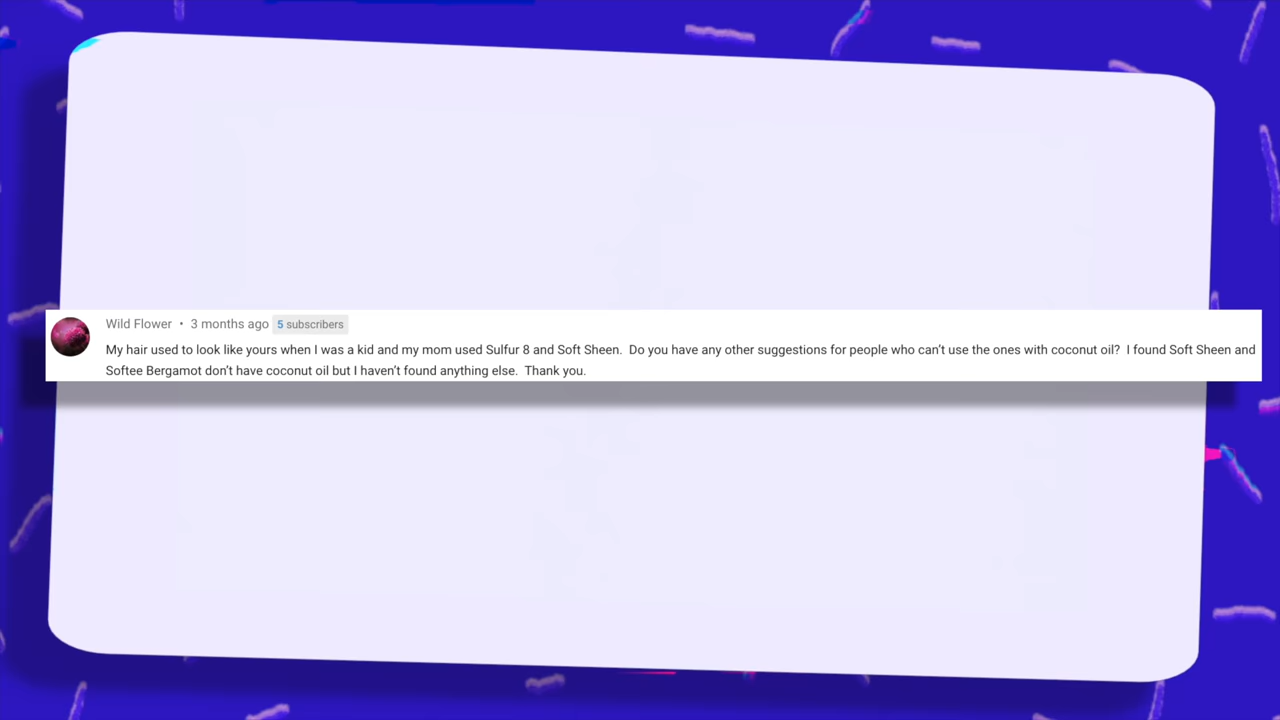 Wild Flower • 3 months ago 5 subscribers
My hair used to look like yours when I was a kid and my mom used Sulfur 8 and Soft Sheen.  Do you have any other suggestions for people who can't use the ones with coconut oil?  I found Soft Sheen and
Softee Bergamot don't have coconut oil but I haven't found anything else.  Thank you.